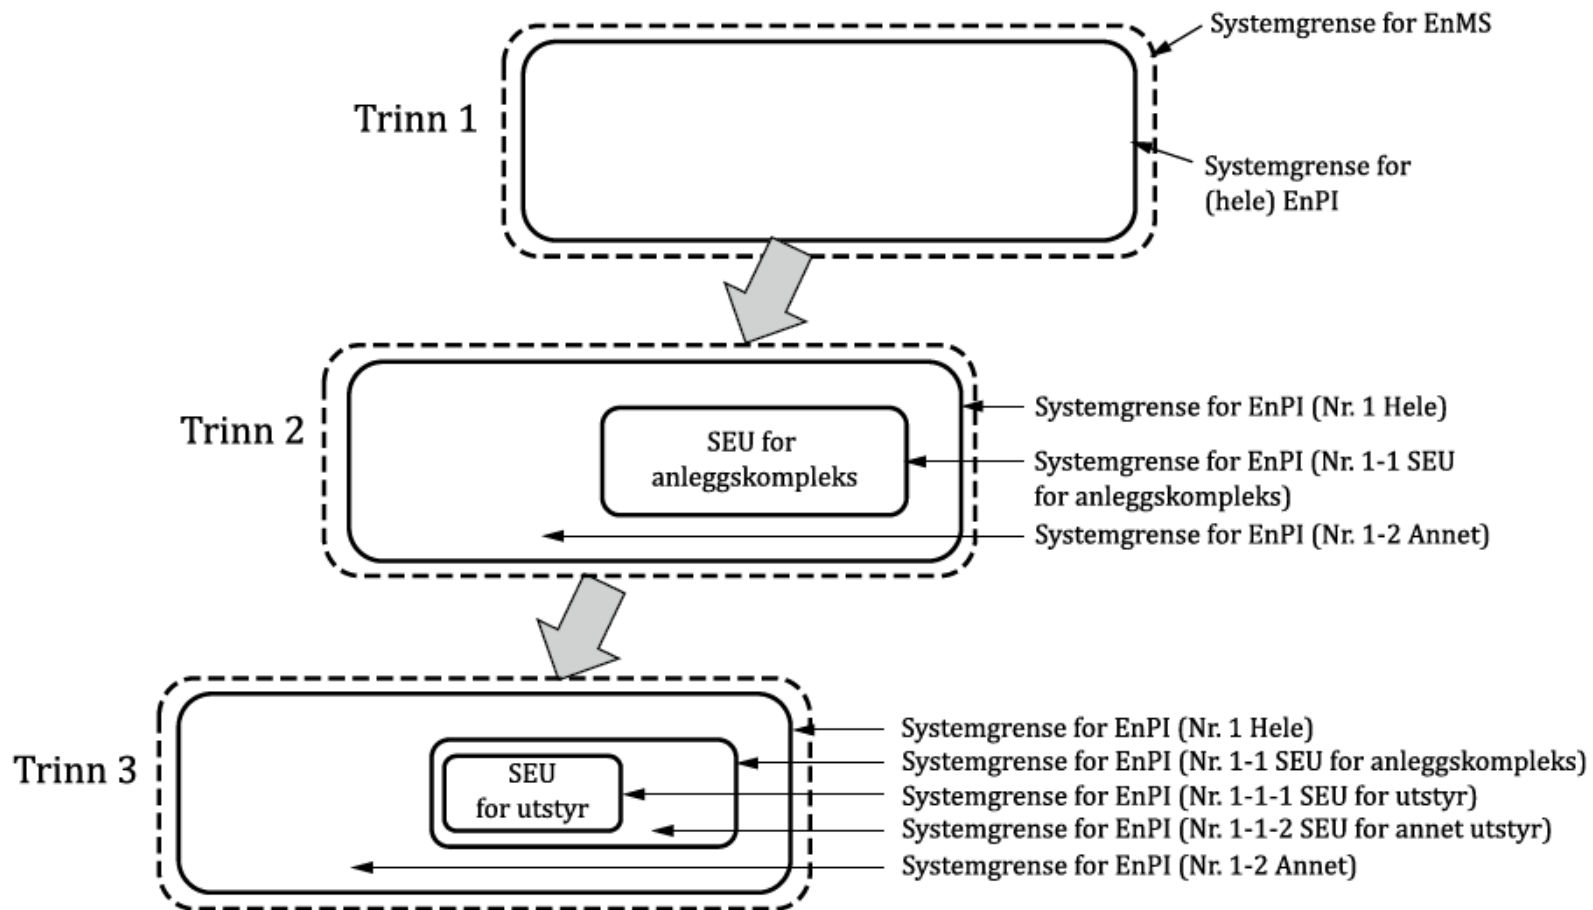 Systemgrense for EnMS
Trinn 1
Systemgrense for
(hele) EnPI
Trinn 2
SEU for
anleggskompleks
Systemgrense for EnPI (Nr. 1 Hele)
Systemgrense for EnPI (Nr. 1-1 SEU
for anleggskompleks)
Systemgrense for EnPI (Nr. 1-2 Annet)
Trinn 3
SEU
for utstyr
Systemgrense for EnPI (Nr. 1 Hele)
Systemgrense for EnPI (Nr. 1-1 SEU for anleggskompleks)
Systemgrense for EnPI (Nr. 1-1-1 SEU for utstyr)
Systemgrense for EnPI (Nr. 1-1-2 SEU for annet utstyr)
Systemgrense for EnPI (Nr. 1-2 Annet)